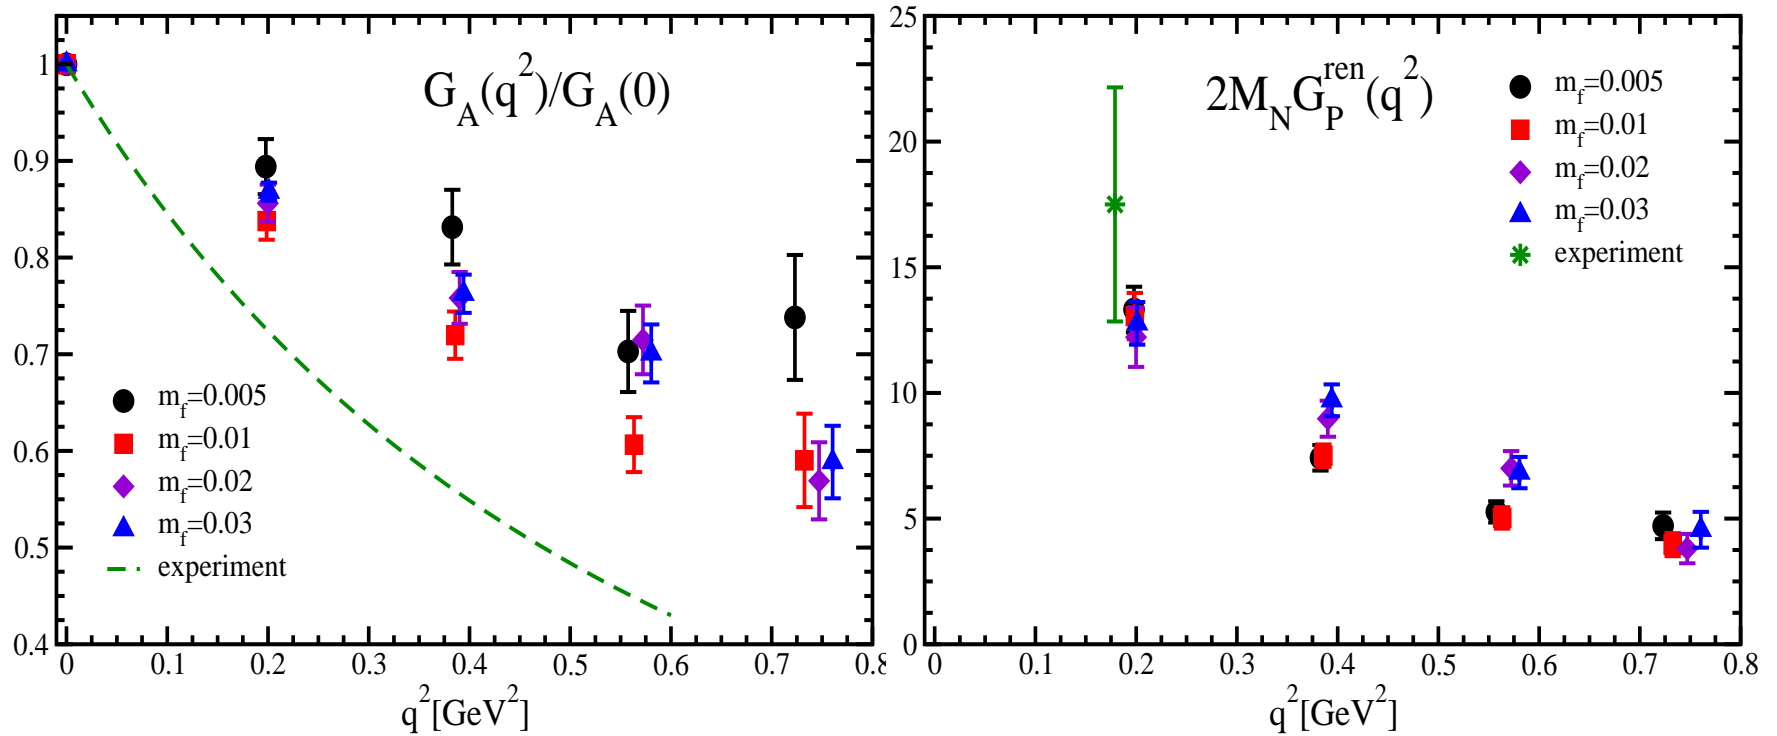 G_A(q^2)/G_A(0)
1
0.9
0.8
0.7
0.6
0.5
0.4
m_f=0.005
m_f=0.01
m_f=0.02
m_f=0.03
experiment
0 0.1 0.2 0.3 0.4 0.5 0.6 0.7 0.8
q^2[GeV^2]
2M_NG_P^ren(q^2)
25
20
15
10
5
0
m_f=0.005
m_f=0.01
m_f=0.02
m_f=0.03
experiment
0 0.1 0.2 0.3 0.4 0.5 0.6 0.7 0.8
q^2[GeV^2]